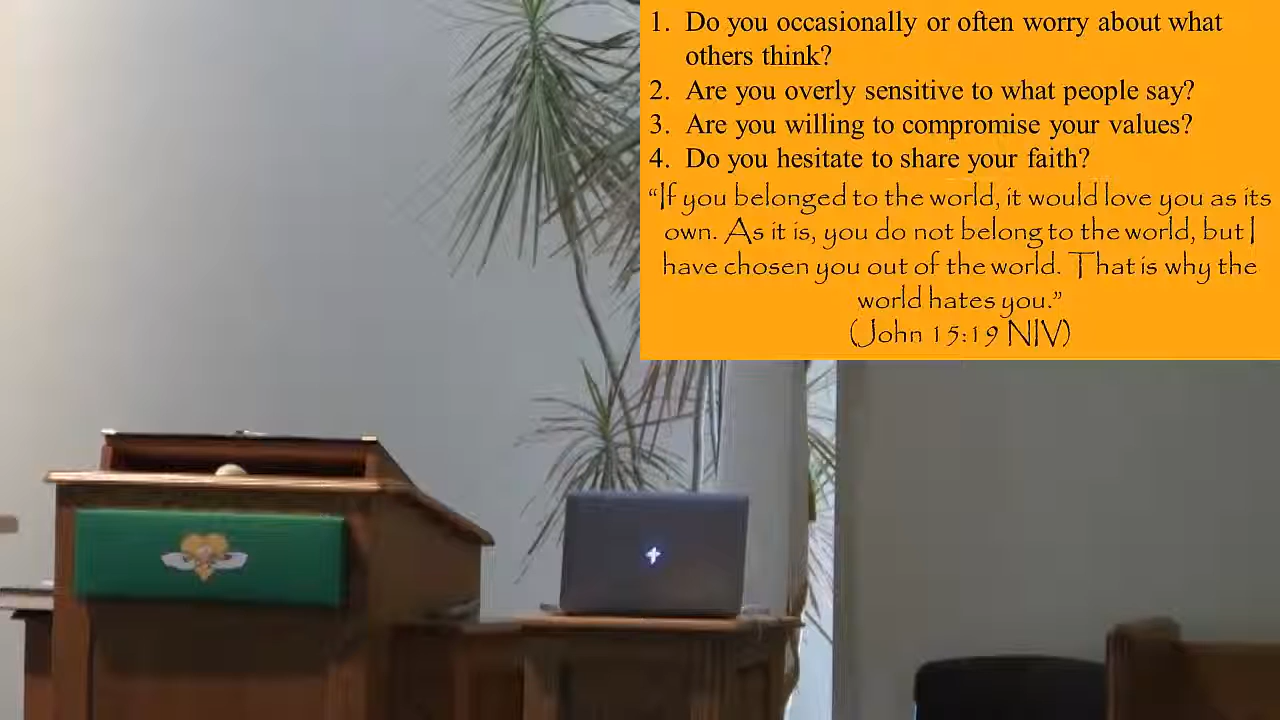 1. Do you occasionally or often worry about what
others think?
2. Are you overly sensitive to what people say?
3. Are you willing to compromise your values?
4. Do you hesitate to share your faith?
“If you belonged to the world, it would love you as its
own. As it is, you do not belong to the world, but I
have chosen you out of the world. That is why the
world hates you.”
(John 15:19 NIV)